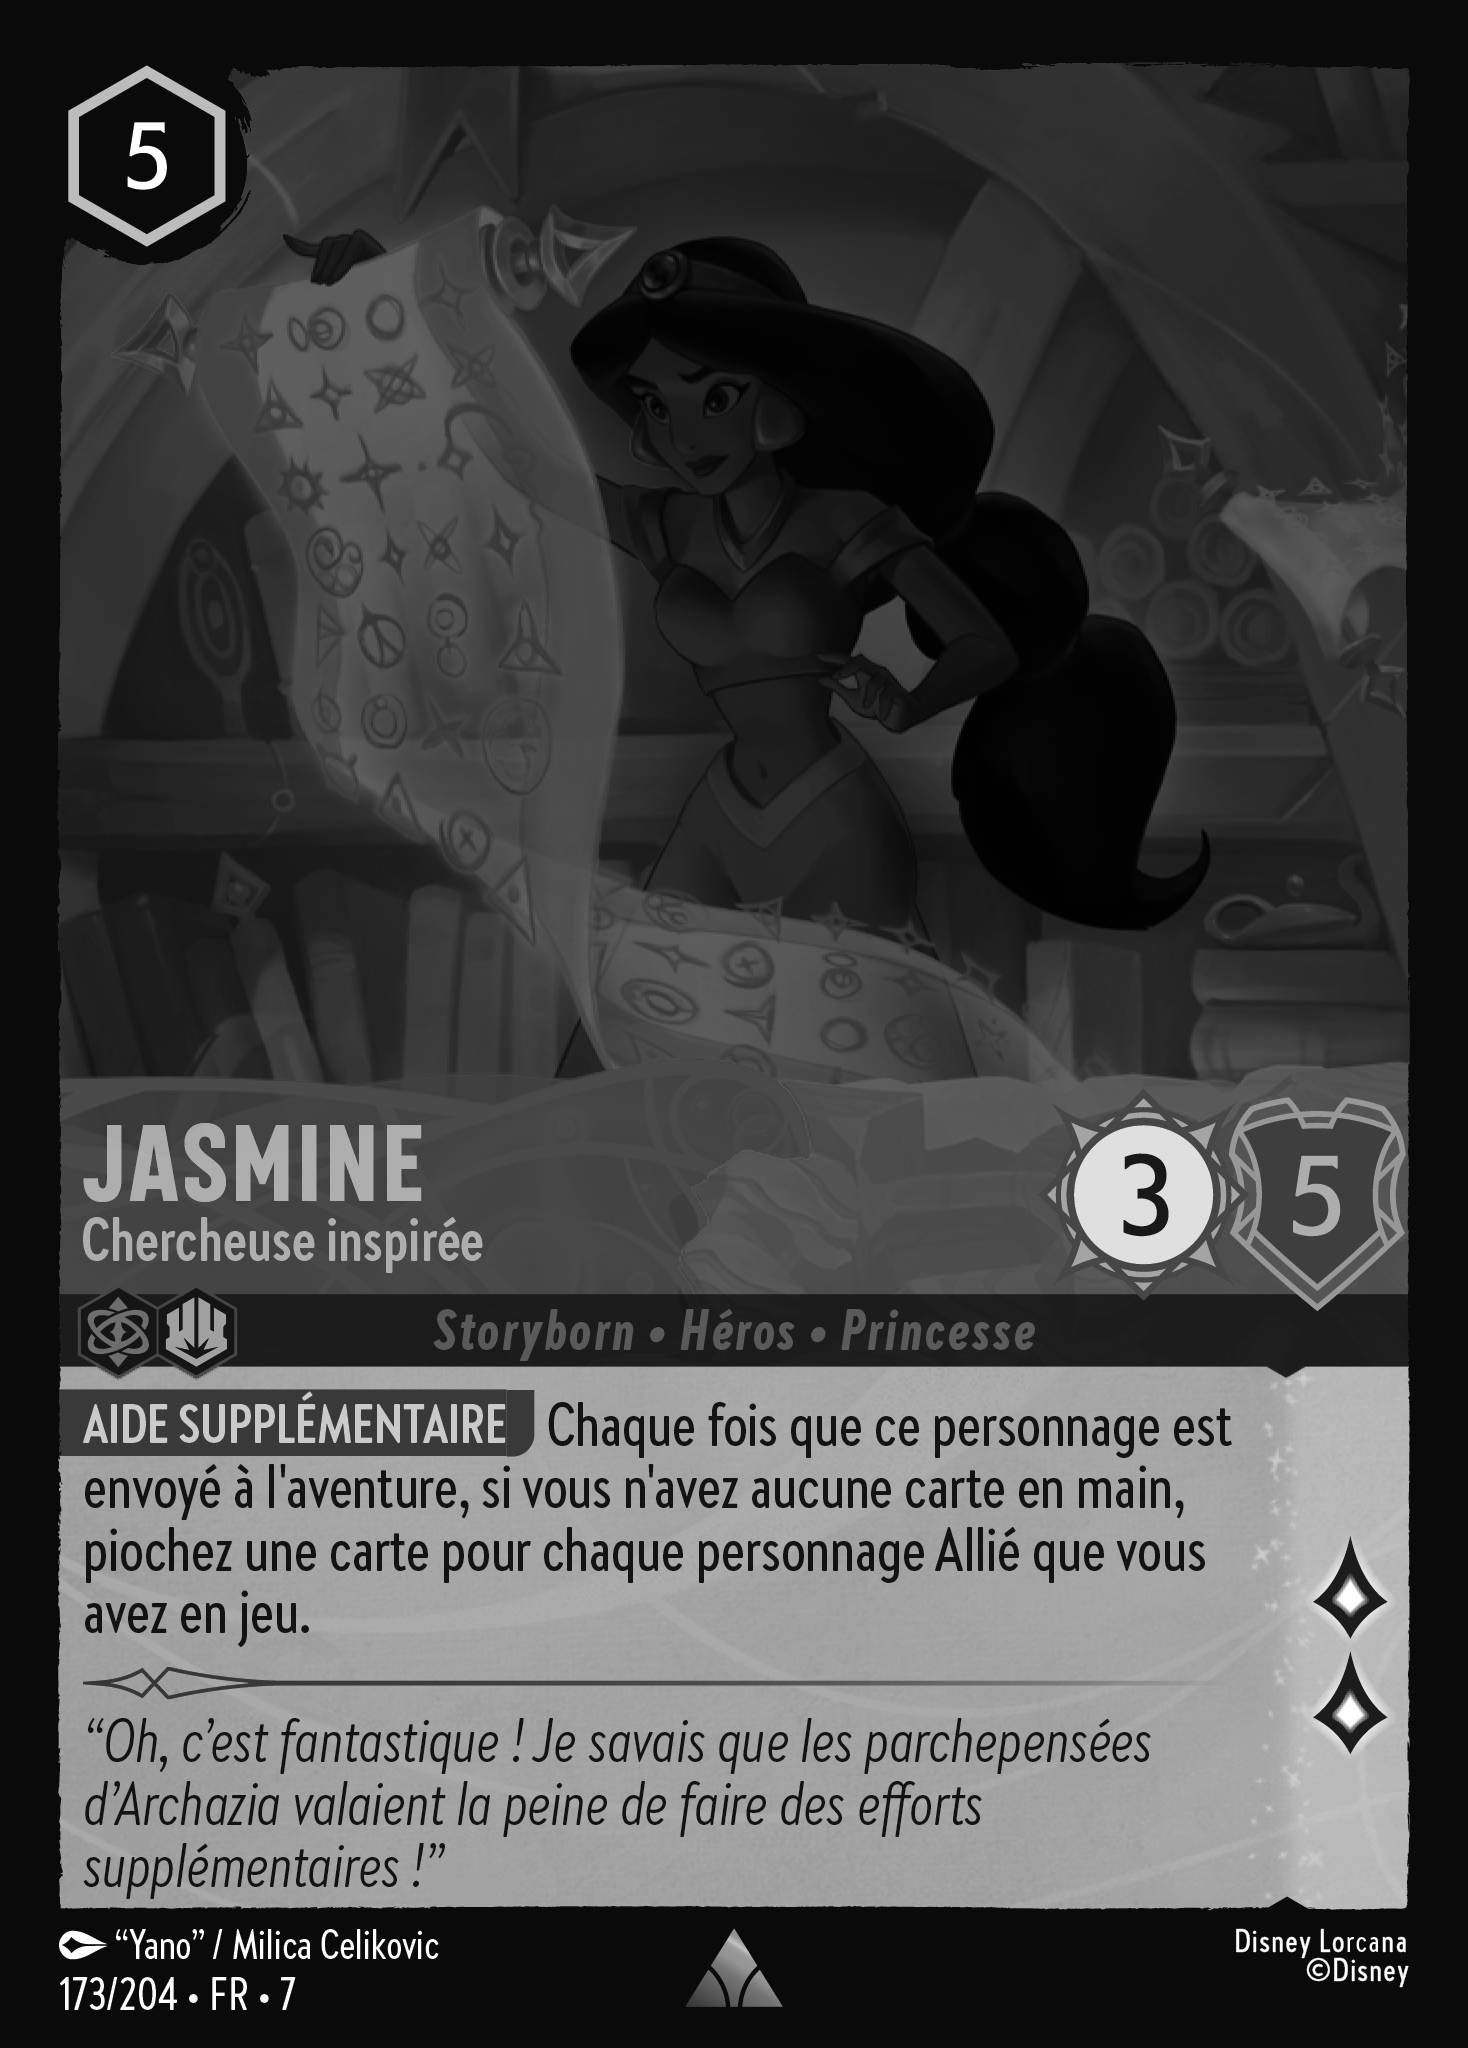 5
JASMINE
Chercheuse inspirée
3
5
Storyborn • Héros • Princesse
AIDE SUPPLÉMENTAIRE Chaque fois que ce personnage est
envoyé à l'aventure, si vous n'avez aucune carte en main,
piochez une carte pour chaque personnage Allié que vous
avez en jeu.
“Oh, c’est fantastique ! Je savais que les parchepensées
d’Archazia valaient la peine de faire des efforts
supplémentaires !”
“Yano” / Milica Celikovic
173/204 • FR • 7
Disney Lorcana
©Disney